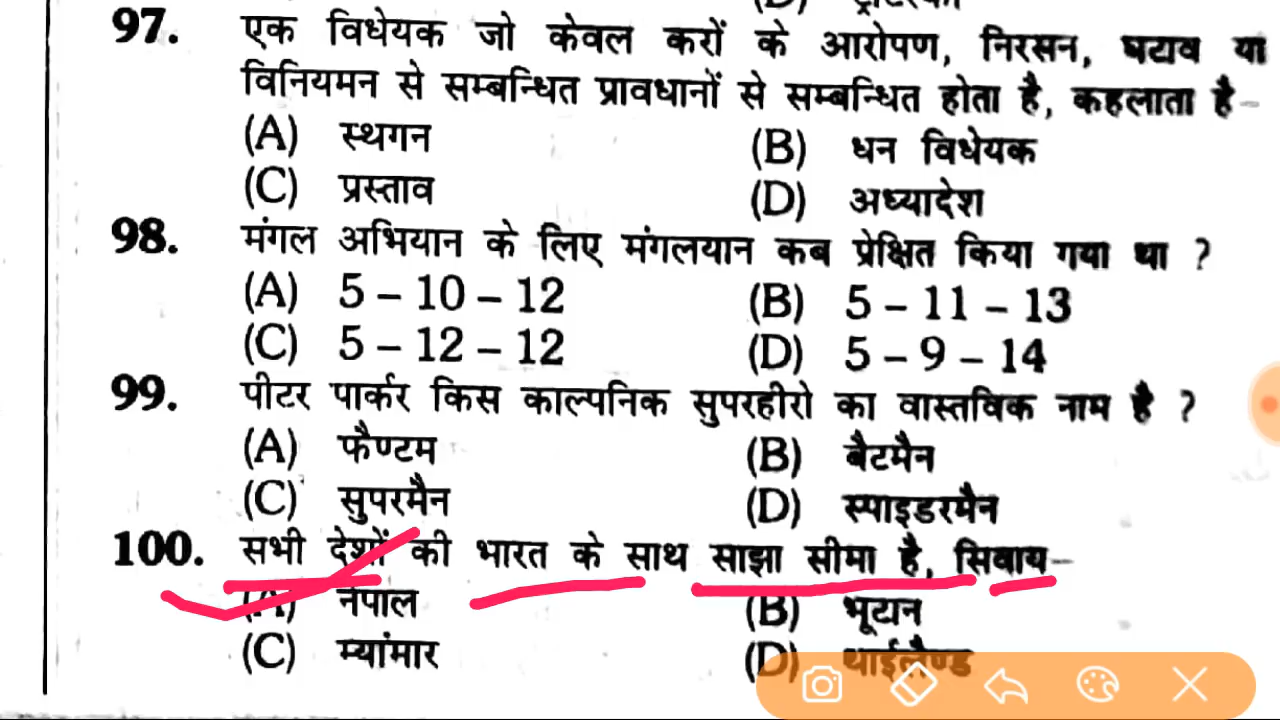 97. एक विधेयक जो केवल करों के आरोपण, निरसन, घटाव या
विनियमन से सम्बन्धित प्रावधानों से सम्बन्धित होता है, कहलाता है–
(A) स्थगन (B) धन विधेयक
(C) प्रस्ताव (D) अध्यादेश
98. मंगल अभियान के लिए मंगलयान कब प्रेक्षित किया गया था ?
(A) 5 – 10 – 12 (B) 5 – 11 – 13
(C) 5 – 12 – 12 (D) 5 – 9 – 14
99. पीटर पार्कर किस काल्पनिक सुपरहीरो का वास्तविक नाम है ?
(A) फैण्टम (B) बैटमैन
(C) सुपरमैन (D) स्पाइडरमैन
100. सभी देशों की भारत के साथ साझा सीमा है, सिवाय–
(A) नेपाल (B) भूटान
(C) म्यांमार (D) थाईलैण्ड